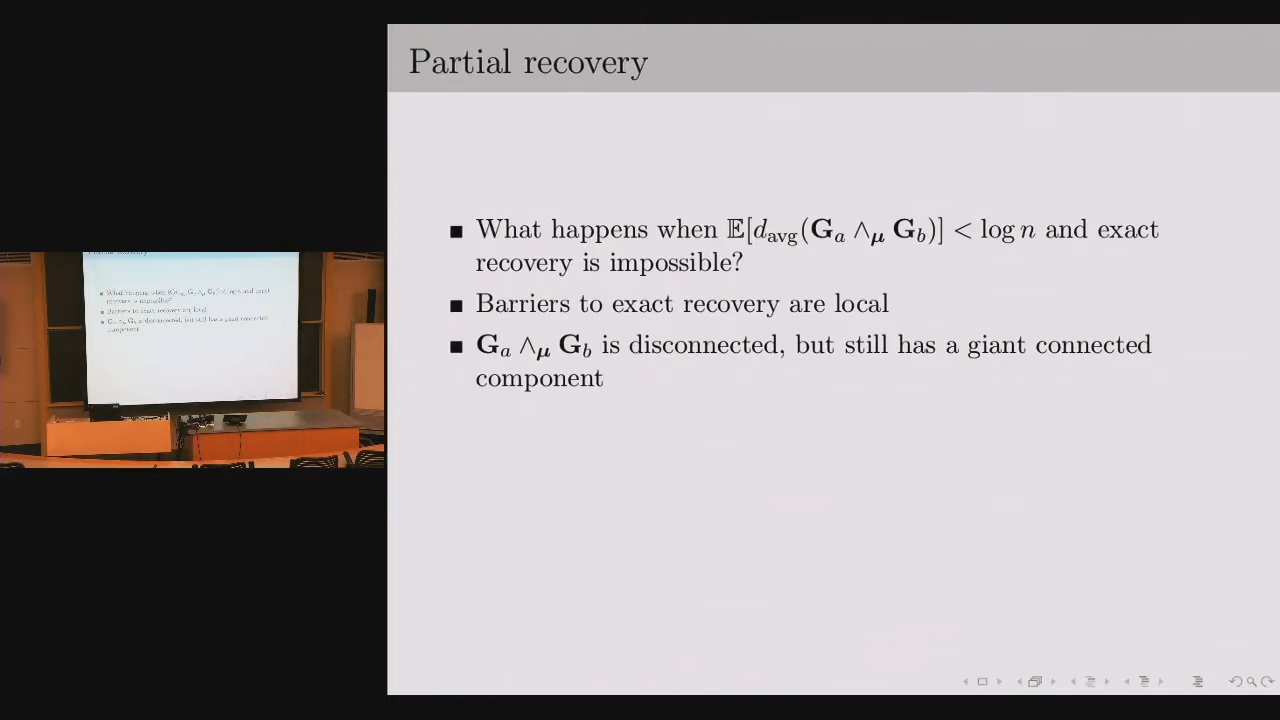 Partial recovery
■ What happens when 𝔼[d_avg(G_a ∧_μ G_b)] < log n and exact
recovery is impossible?
■ Barriers to exact recovery are local
■ G_a ∧_μ G_b is disconnected, but still has a giant connected
component